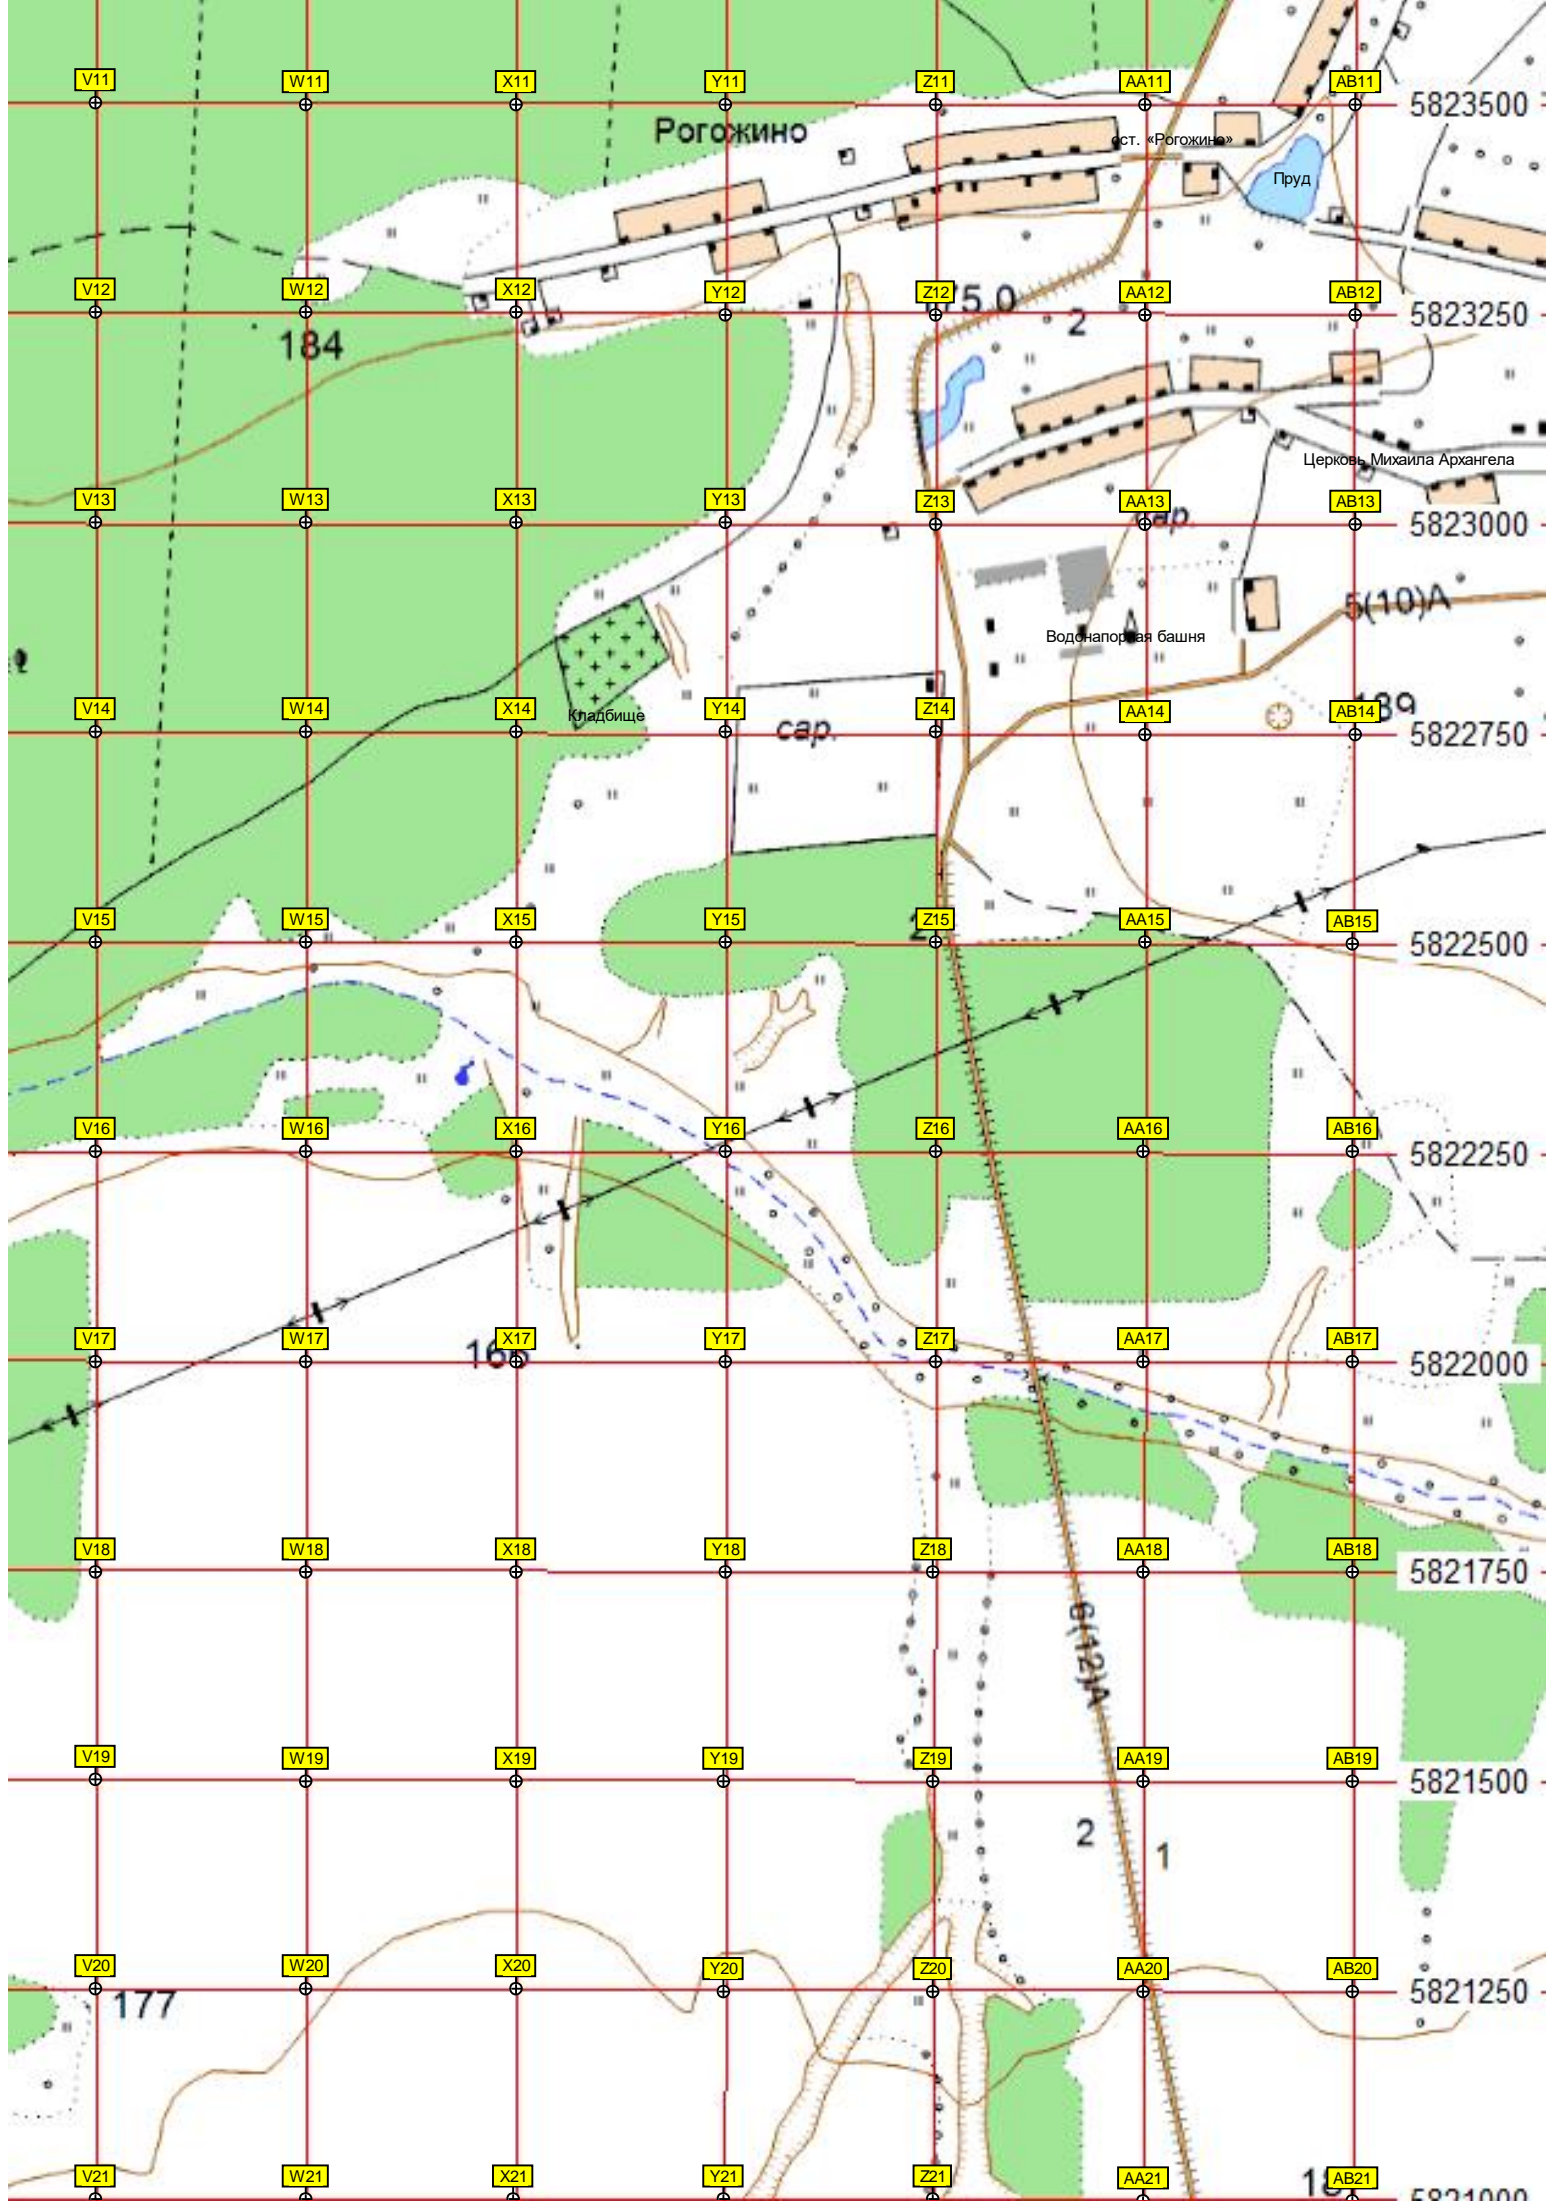 V11 W11 X11 Y11 Z11 AA11 AB11
5823500
Рогожино
ост. «Рогожино»
Пруд
V12 W12 X12 Y12 Z12 AA12 AB12
5823250
184
2
Церковь Михаила Архангела
V13 W13 X13 Y13 Z13 AA13 AB13
5823000
сар.
5(10)А
Водонапорная башня
Кладбище
V14 W14 X14 Y14 Z14 AA14 AB14
5822750
сар.
V15 W15 X15 Y15 Z15 AA15 AB15
5822500
V16 W16 X16 Y16 Z16 AA16 AB16
5822250
V17 W17 X17 Y17 Z17 AA17 AB17
5822000
V18 W18 X18 Y18 Z18 AA18 AB18
5821750
6(12)А
V19 W19 X19 Y19 Z19 AA19 AB19
5821500
2
1
V20 W20 X20 Y20 Z20 AA20 AB20
5821250
177
V21 W21 X21 Y21 Z21 AA21 AB21
5821000